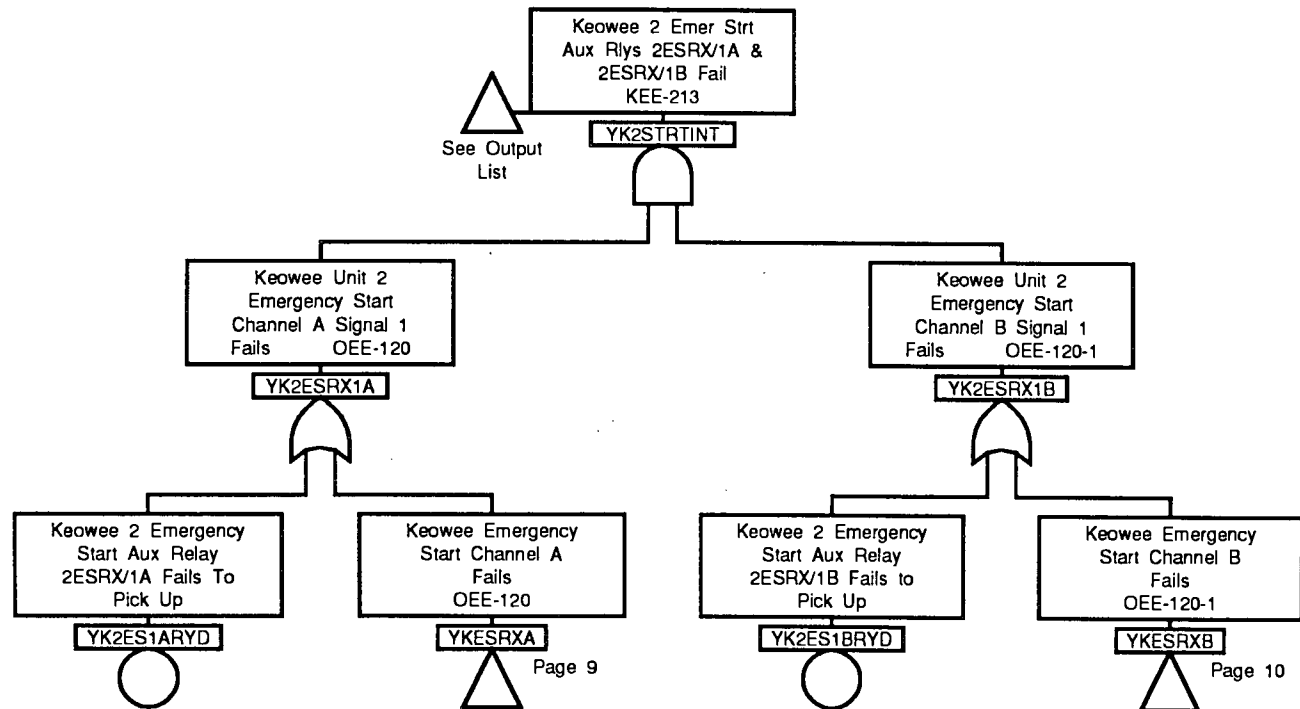 Keowee 2 Emer Strt
Aux Rlys 2ESRX/1A &
2ESRX/1B Fail
KEE-213
See Output
List
YK2STRTINT
Keowee Unit 2
Emergency Start
Channel A Signal 1
Fails OEE-120
YK2ESRX1A
Keowee Unit 2
Emergency Start
Channel B Signal 1
Fails OEE-120-1
YK2ESRX1B
Keowee 2 Emergency
Start Aux Relay
2ESRX/1A Fails To
Pick Up
YK2ES1ARYD
Keowee Emergency
Start Channel A
Fails
OEE-120
YKESRXA
Page 9
Keowee 2 Emergency
Start Aux Relay
2ESRX/1B Fails to
Pick Up
YK2ES1BRYD
Keowee Emergency
Start Channel B
Fails
OEE-120-1
YKESRXB
Page 10